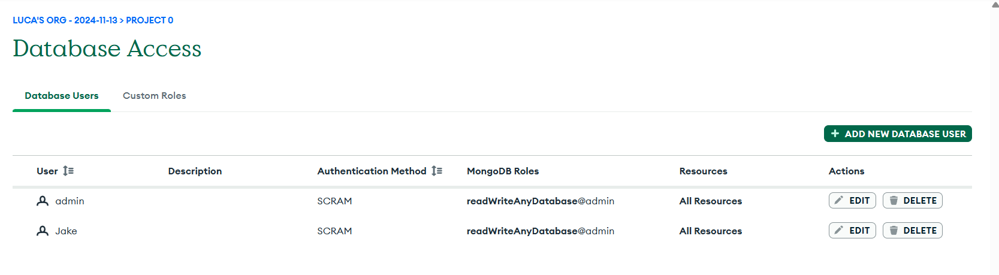 LUCA'S ORG - 2024-11-13 > PROJECT 0
Database Access
Database Users Custom Roles
+ ADD NEW DATABASE USER
User Description Authentication Method MongoDB Roles Resources Actions
admin SCRAM readWriteAnyDatabase@admin All Resources EDIT DELETE
Jake SCRAM readWriteAnyDatabase@admin All Resources EDIT DELETE